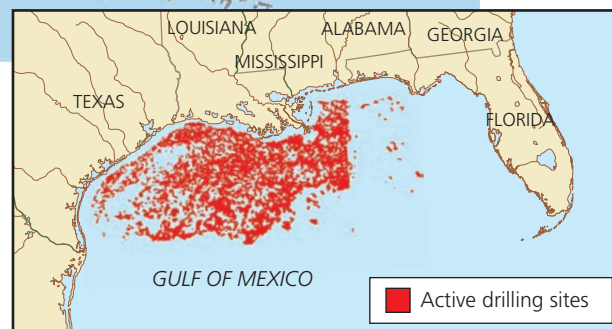 LOUISIANA
ALABAMA
GEORGIA
MISSISSIPPI
TEXAS
FLORIDA
GULF OF MEXICO
Active drilling sites